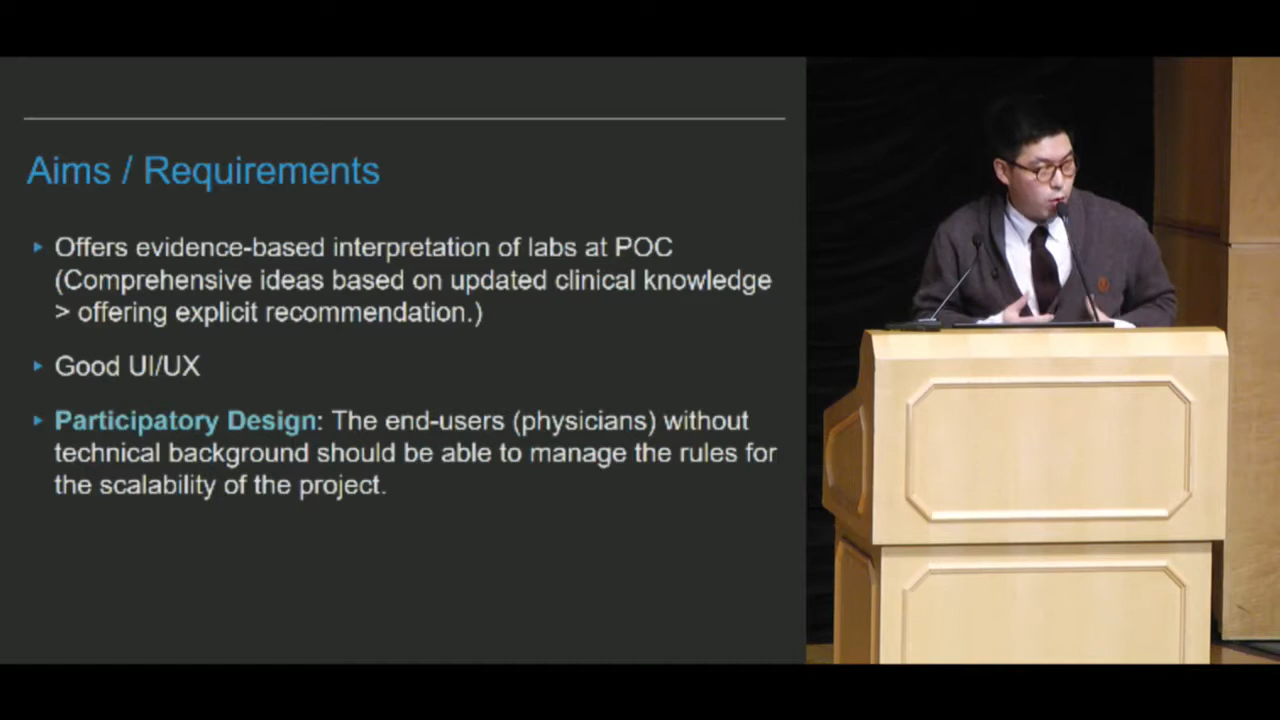 Aims / Requirements
Offers evidence-based interpretation of labs at POC
(Comprehensive ideas based on updated clinical knowledge
> offering explicit recommendation.)
Good UI/UX
Participatory Design: The end-users (physicians) without
technical background should be able to manage the rules for
the scalability of the project.